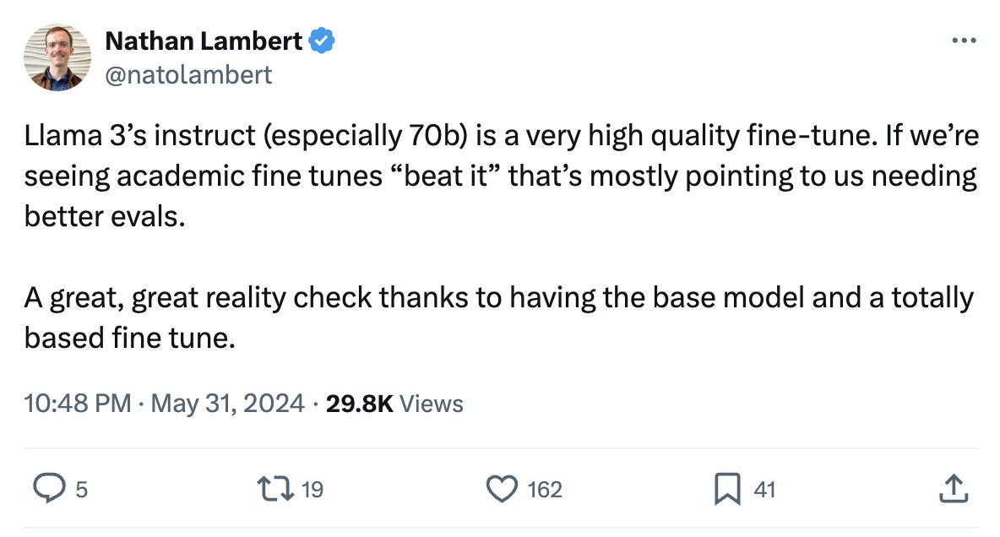 Nathan Lambert
@natolambert
Llama 3’s instruct (especially 70b) is a very high quality fine-tune. If we’re
seeing academic fine tunes “beat it” that’s mostly pointing to us needing
better evals.
A great, great reality check thanks to having the base model and a totally
based fine tune.
10:48 PM · May 31, 2024 · 29.8K Views
5 19 162 41